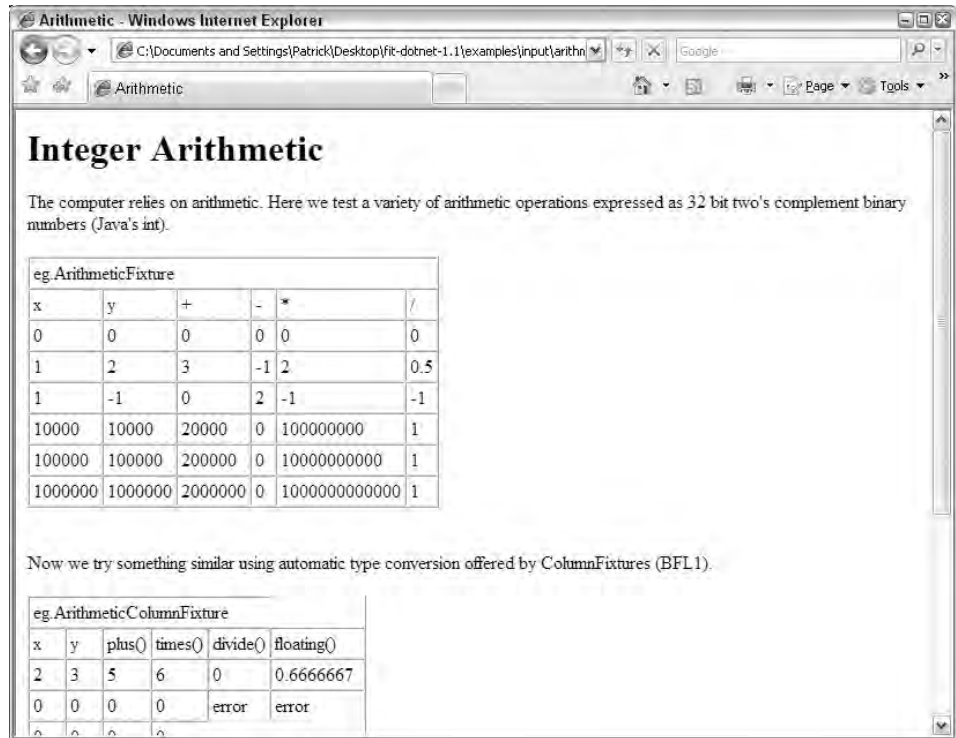 Arithmetic - Windows Internet Explorer
C:\Documents and Settings\Patrick\Desktop\fit-dotnet-1.1\examples\input\arithn
Google
Arithmetic
Page Tools »
Integer Arithmetic
The computer relies on arithmetic. Here we test a variety of arithmetic operations expressed as 32 bit two's complement binary
numbers (Java's int).
eg.ArithmeticFixture
x y + - * /
0 0 0 0 0 0
1 2 3 -1 2 0.5
1 -1 0 2 -1 -1
10000 10000 20000 0 100000000 1
100000 100000 200000 0 10000000000 1
1000000 1000000 2000000 0 1000000000000 1
Now we try something similar using automatic type conversion offered by ColumnFixtures (BFL1).
eg.ArithmeticColumnFixture
x y plus() times() divide() floating()
2 3 5 6 0 0.6666667
0 0 0 0 error error